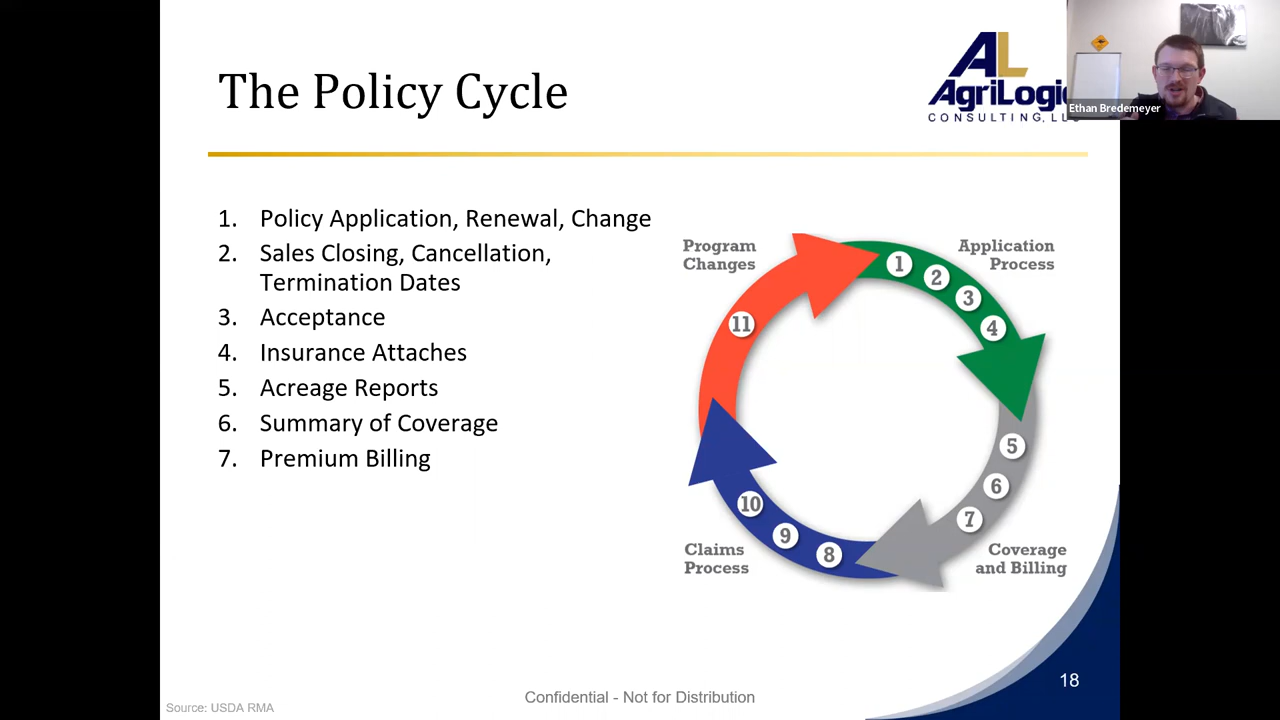 The Policy Cycle
AL
AgriLogic
CONSULTING, LLC
Ethan Bredemeyer
1. Policy Application, Renewal, Change
2. Sales Closing, Cancellation,
Termination Dates
3. Acceptance
4. Insurance Attaches
5. Acreage Reports
6. Summary of Coverage
7. Premium Billing
Program
Changes
Application
Process
1
2
3
4
11
5
6
7
10
9
8
Claims
Process
Coverage
and Billing
18
Confidential - Not for Distribution
Source: USDA RMA